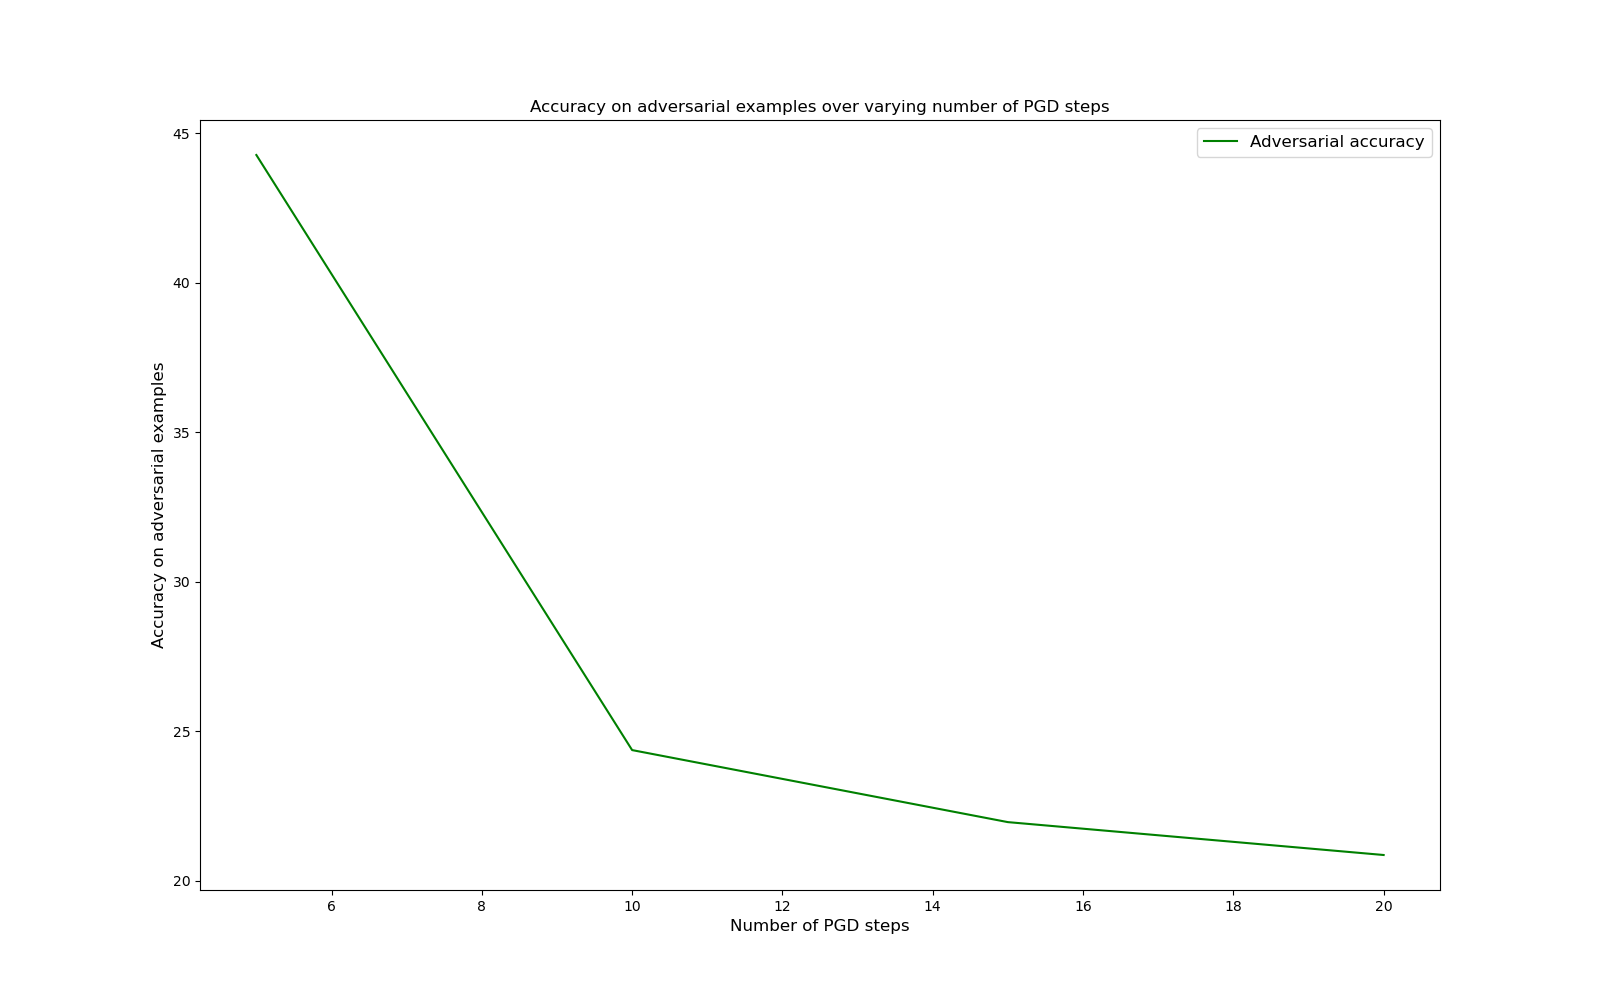 Accuracy on adversarial examples over varying number of PGD steps
Adversarial accuracy
45
40
35
30
25
20
Accuracy on adversarial examples
6 8 10 12 14 16 18 20
Number of PGD steps